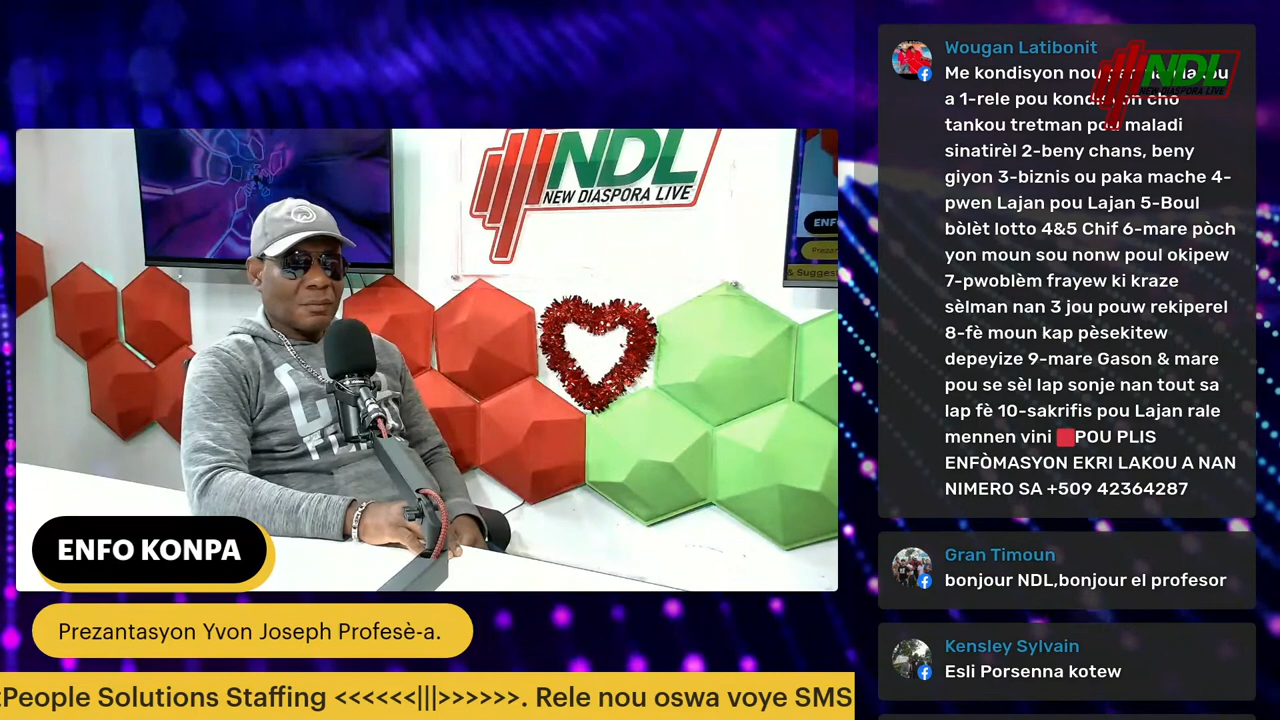 NDL
NEW DIASPORA LIVE
ENFO KONPA
Prezantasyon Yvon Joseph Profesè-a.
People Solutions Staffing <<<<<<|||>>>>>>. Rele nou oswa voye SMS
& Suggest
Wougan Latibonit
NDL
NEW DIASPORA LIVE
Me kondisyon nou
a 1-rele pou kondisyon cho
tankou tretman pou maladi
sinatirèl 2-beny chans, beny
giyon 3-biznis ou paka mache 4-
pwen Lajan pou Lajan 5-Boul
bòlèt lotto 4&5 Chif 6-mare pòch
yon moun sou nonw poul okipew
7-pwoblèm frayew ki kraze
sèlman nan 3 jou pouw rekiperel
8-fè moun kap pèsekitew
depeyize 9-mare Gason & mare
pou se sèl lap sonje nan tout sa
lap fè 10-sakrifis pou Lajan rale
mennen vini 🟥POU PLIS
ENFÒMASYON EKRI LAKOU A NAN
NIMERO SA +509 42364287
Gran Timoun
bonjour NDL,bonjour el profesor
Kensley Sylvain
Esli Porsenna kotew